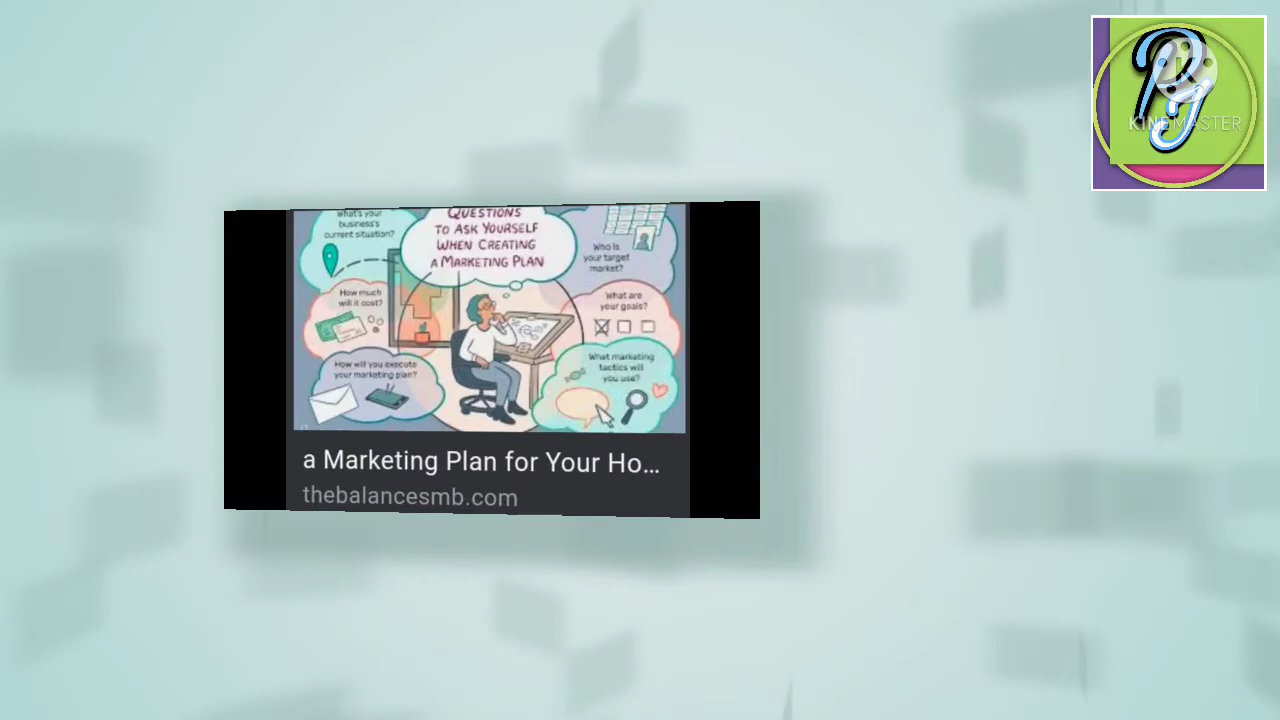 What's your
business's
current situation?
QUESTIONS
TO ASK YOURSELF
WHEN CREATING
A MARKETING PLAN
Who is
your target
market?
How much
will it cost?
What are
your goals?
How will you execute
your marketing plan?
What marketing
tactics will
you use?
a Marketing Plan for Your Ho...
thebalancesmb.com
PJ
KINEMASTER